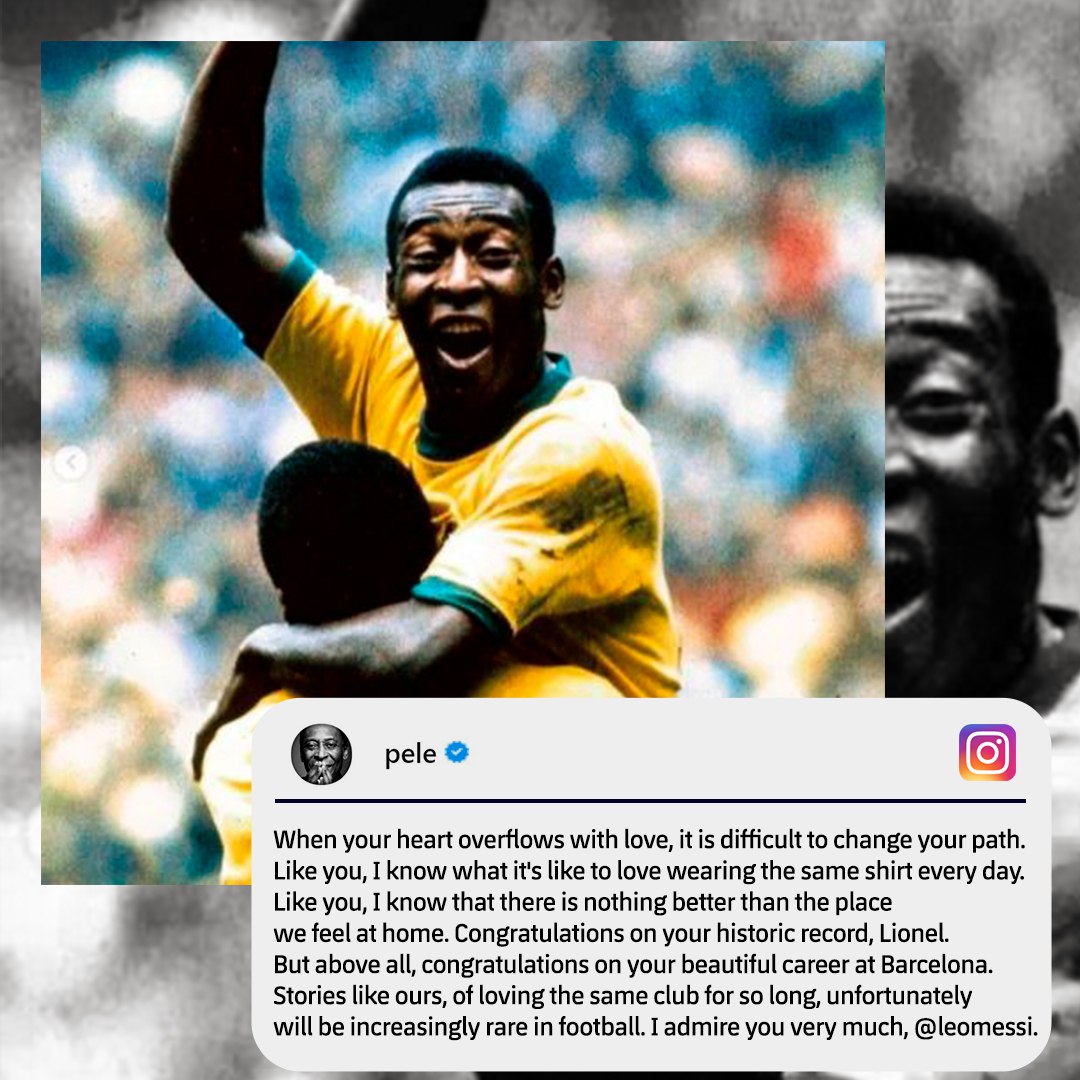 pele
When your heart overflows with love, it is difficult to change your path.
Like you, I know what it's like to love wearing the same shirt every day.
Like you, I know that there is nothing better than the place
we feel at home. Congratulations on your historic record, Lionel.
But above all, congratulations on your beautiful career at Barcelona.
Stories like ours, of loving the same club for so long, unfortunately
will be increasingly rare in football. I admire you very much, @leomessi.